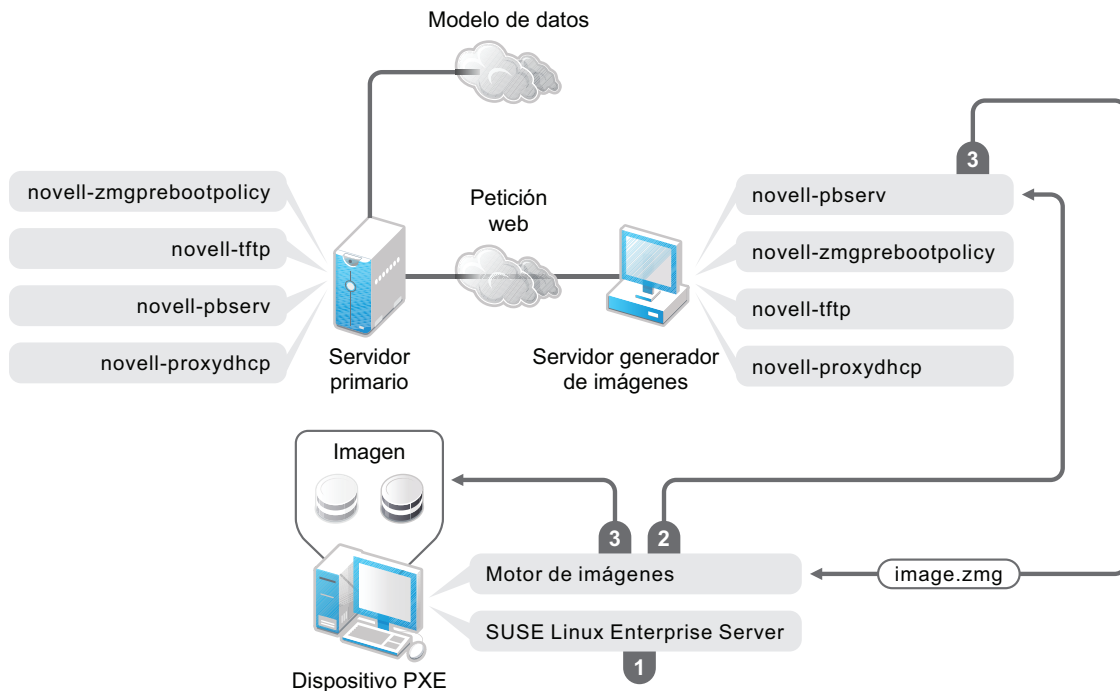 Modelo de datos
3
novell-zmgprebootpolicy
novell-tftp
novell-pbserv
novell-proxydhcp
Petición
web
novell-pbserv
novell-zmgprebootpolicy
novell-tftp
novell-proxydhcp
Servidor
primario
Servidor generador
de imágenes
Imagen
3
2
Motor de imágenes
image.zmg
SUSE Linux Enterprise Server
1
Dispositivo PXE